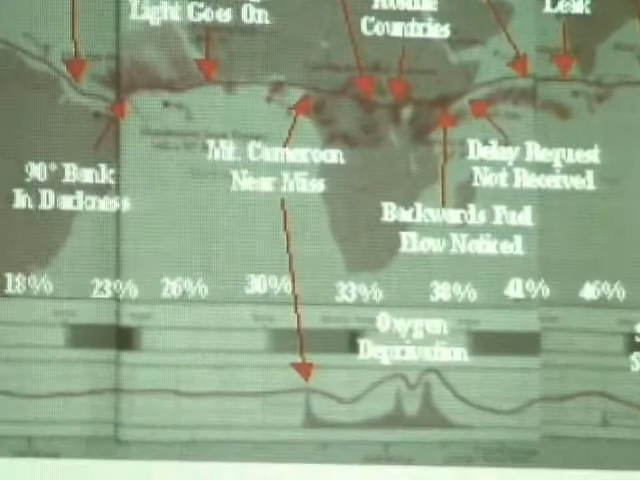 Light Goes On
Hostile
Countries
Leak
90° Bank
In Darkness
Mt. Cameroon
Near Miss
Delay Request
Not Received
Backwards Fuel
Flow Noticed
18%
23%
26%
30%
33%
38%
41%
46%
Oxygen
Deprivation